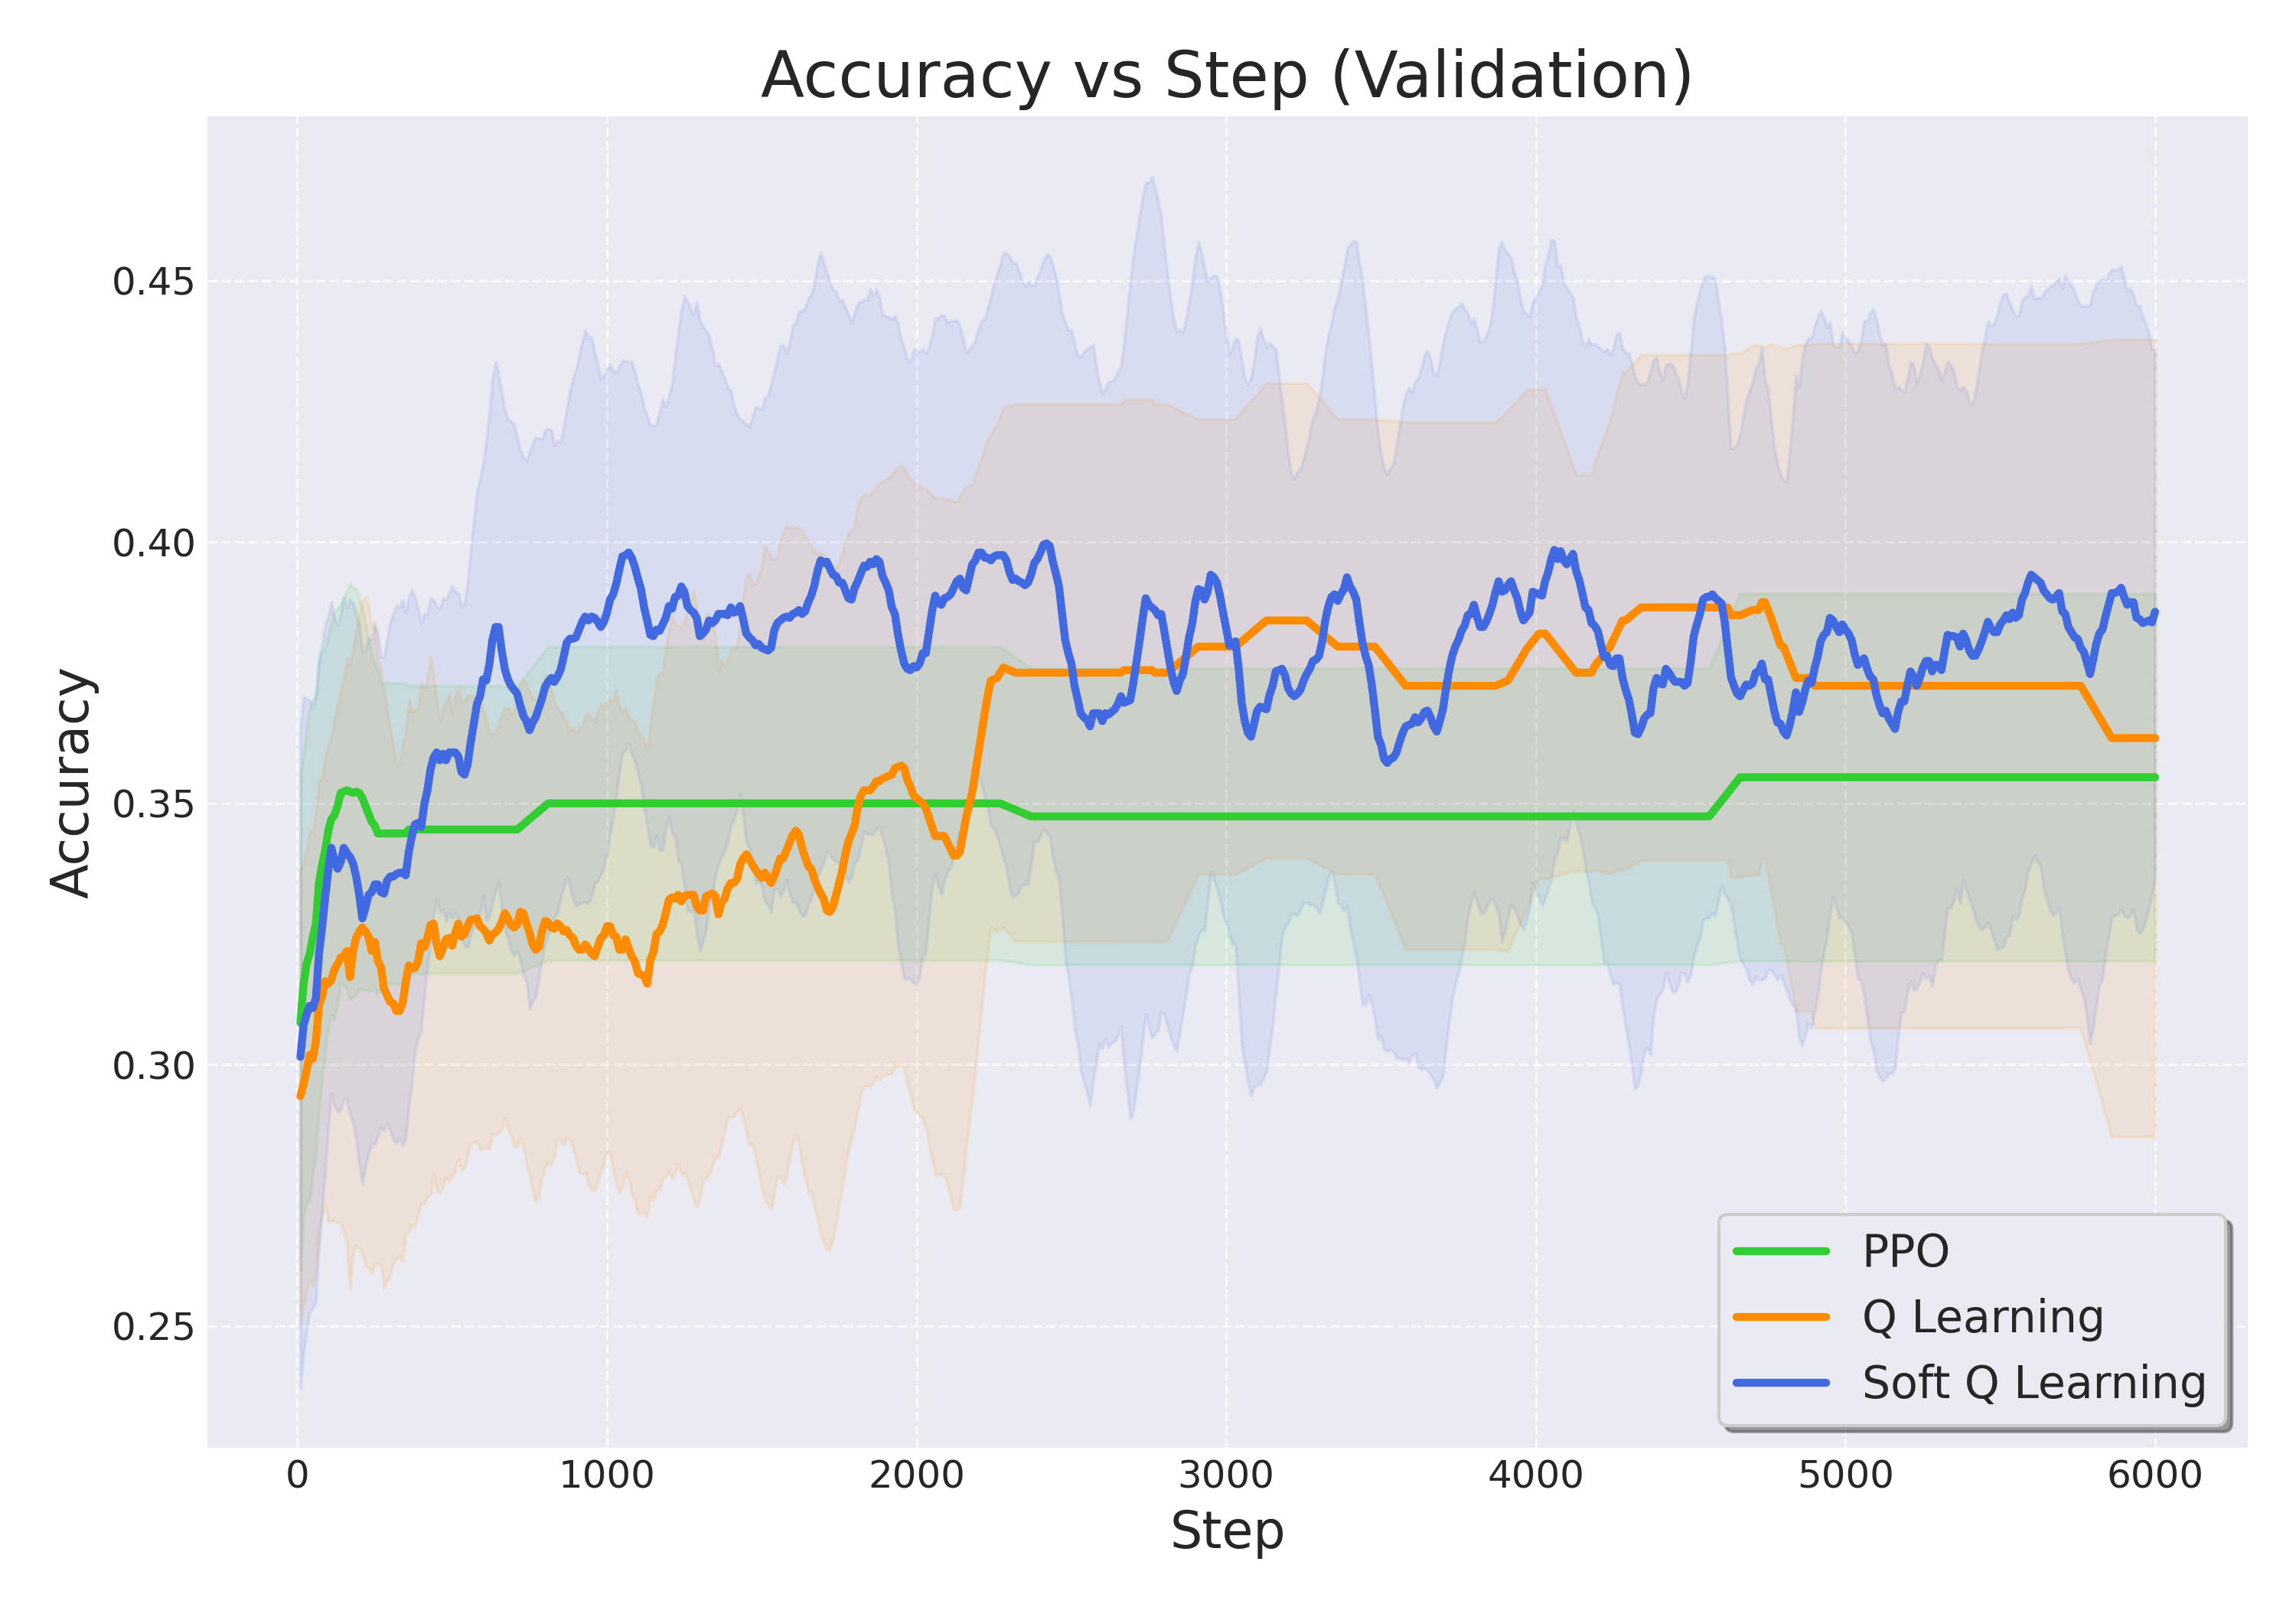 Accuracy vs Step (Validation)
Accuracy
0.45
0.40
0.35
0.30
0.25
0
1000
2000
3000
4000
5000
6000
Step
PPO
Q Learning
Soft Q Learning